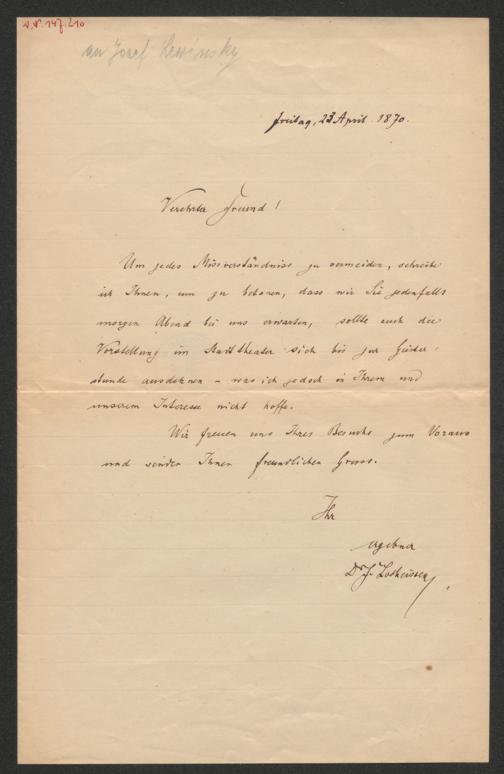 an Josef Lewinsky
Freitag, 23 April 1870.
Verehrter Freund!
Um jedes Missverständniss zu vermeiden, schreibe
ich Ihnen, um zu betonen, dass wir Sie jedenfalls
morgen Abend bei uns erwarten, sollte auch die
Vorstellung im Stadttheater sich bis zur Geister-
stunde ausdehnen – was ich jedoch in Ihrem und
unserem Interesse nicht hoffe.
Wir freuen uns Ihres Besuchs zum Voraus
und senden Ihnen freundlichen Gruss.
Ihr
ergebner
Dr F. Lotheissen